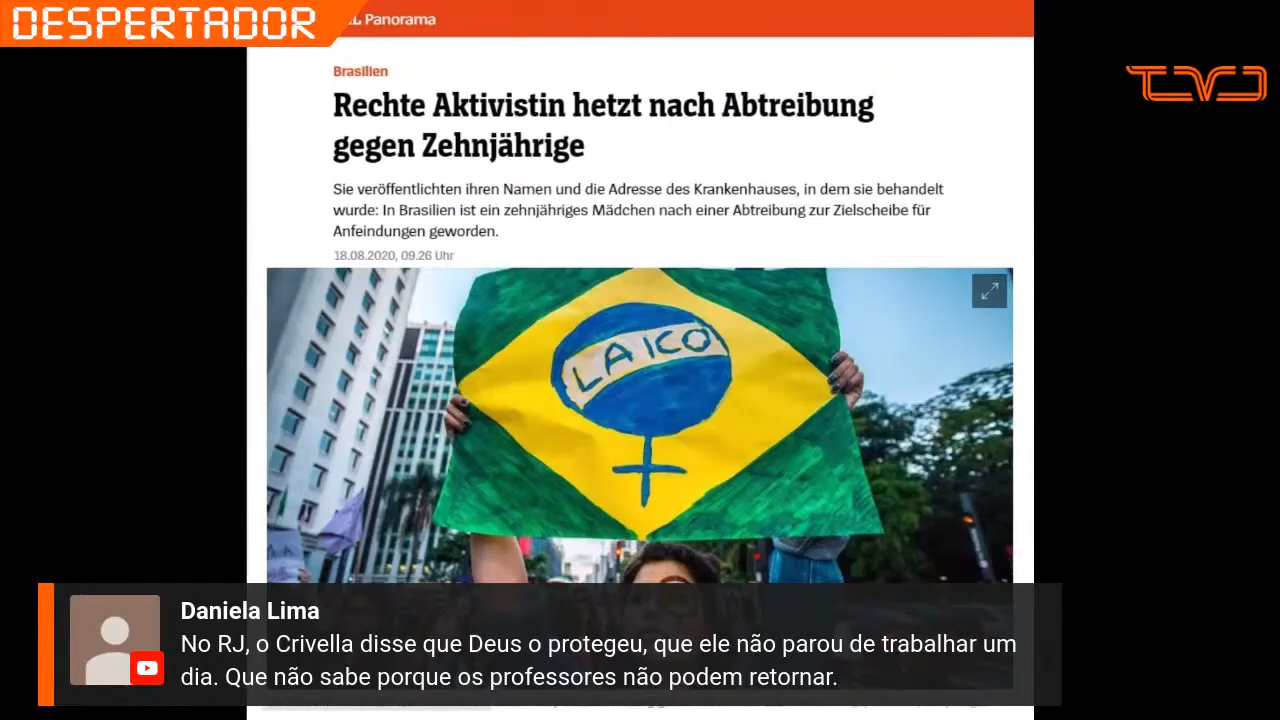 DESPERTADOR
Panorama
TVD
Brasilien
Rechte Aktivistin hetzt nach Abtreibung
gegen Zehnjährige
Sie veröffentlichten ihren Namen und die Adresse des Krankenhauses, in dem sie behandelt
wurde: In Brasilien ist ein zehnjähriges Mädchen nach einer Abtreibung zur Zielscheibe für
Anfeindungen geworden.
18.08.2020, 09.26 Uhr
LAICO
Daniela Lima
No RJ, o Crivella disse que Deus o protegeu, que ele não parou de trabalhar um
dia. Que não sabe porque os professores não podem retornar.